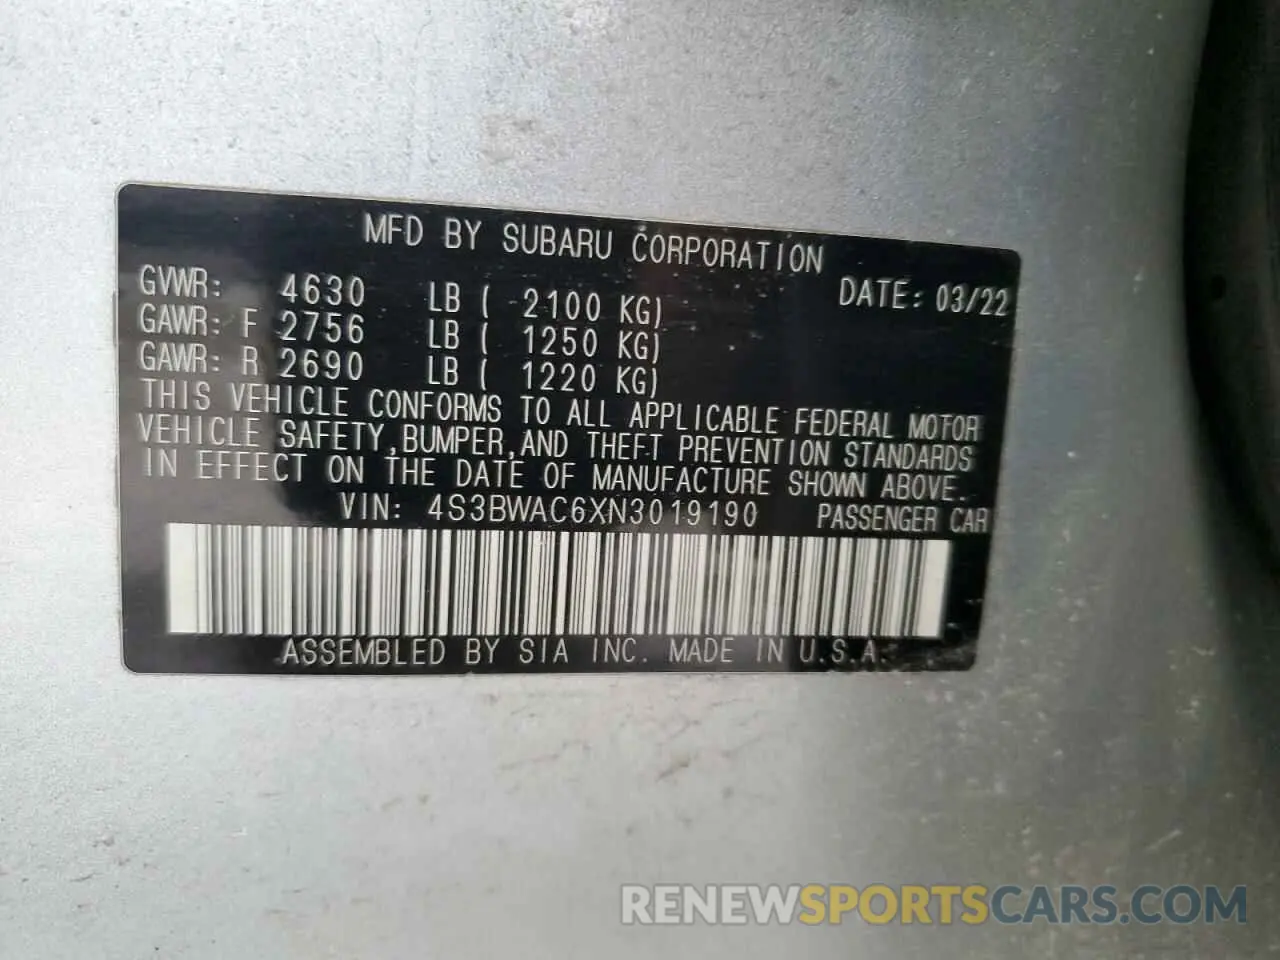 MFD BY SUBARU CORPORATION
GVWR: 4630 LB ( 2100 KG) DATE: 03/22
GAWR: F 2756 LB ( 1250 KG)
GAWR: R 2690 LB ( 1220 KG)
THIS VEHICLE CONFORMS TO ALL APPLICABLE FEDERAL MOTOR
VEHICLE SAFETY,BUMPER,AND THEFT PREVENTION STANDARDS
IN EFFECT ON THE DATE OF MANUFACTURE SHOWN ABOVE.
VIN: 4S3BWAC6XN3019190 PASSENGER CAR
ASSEMBLED BY SIA INC. MADE IN U.S.A.
RENEWSPORTSCARS.COM